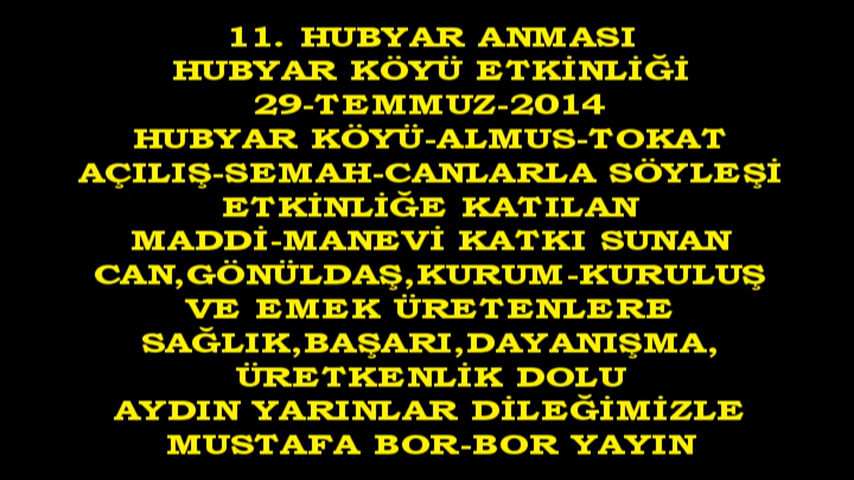 11. HUBYAR ANMASI
HUBYAR KÖYÜ ETKİNLİĞİ
29-TEMMUZ-2014
HUBYAR KÖYÜ-ALMUS-TOKAT
AÇILIŞ-SEMAH-CANLARLA SÖYLEŞİ
ETKİNLİĞE KATILAN
MADDİ-MANEVİ KATKI SUNAN
CAN,GÖNÜLDAŞ,KURUM-KURULUŞ
VE EMEK ÜRETENLERE
SAĞLIK,BAŞARI,DAYANIŞMA,
ÜRETKENLİK DOLU
AYDIN YARINLAR DİLEĞİMİZLE
MUSTAFA BOR-BOR YAYIN